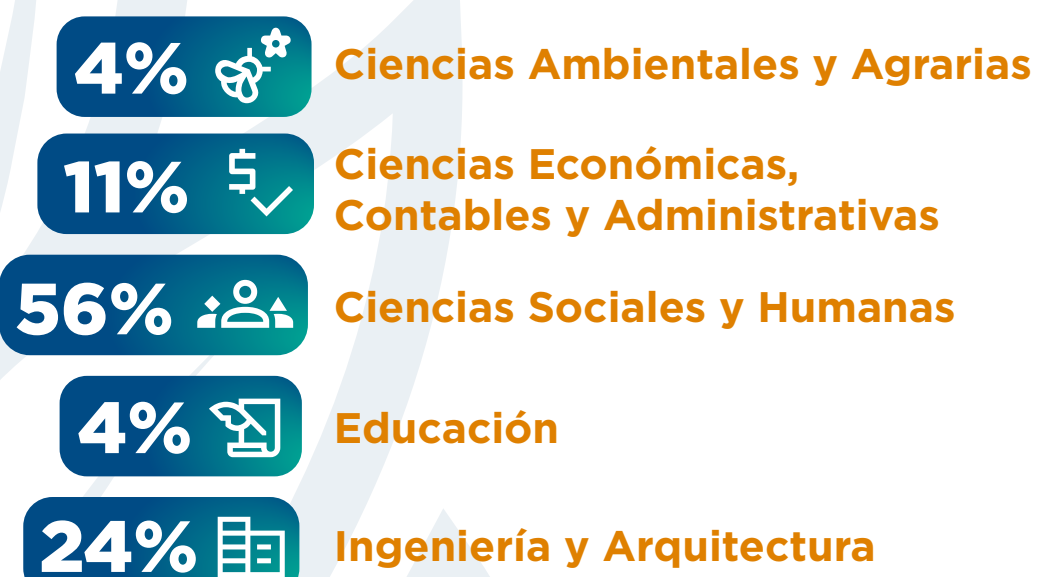 4% Ciencias Ambientales y Agrarias
11% Ciencias Económicas,
Contables y Administrativas
56% Ciencias Sociales y Humanas
4% Educación
24% Ingeniería y Arquitectura